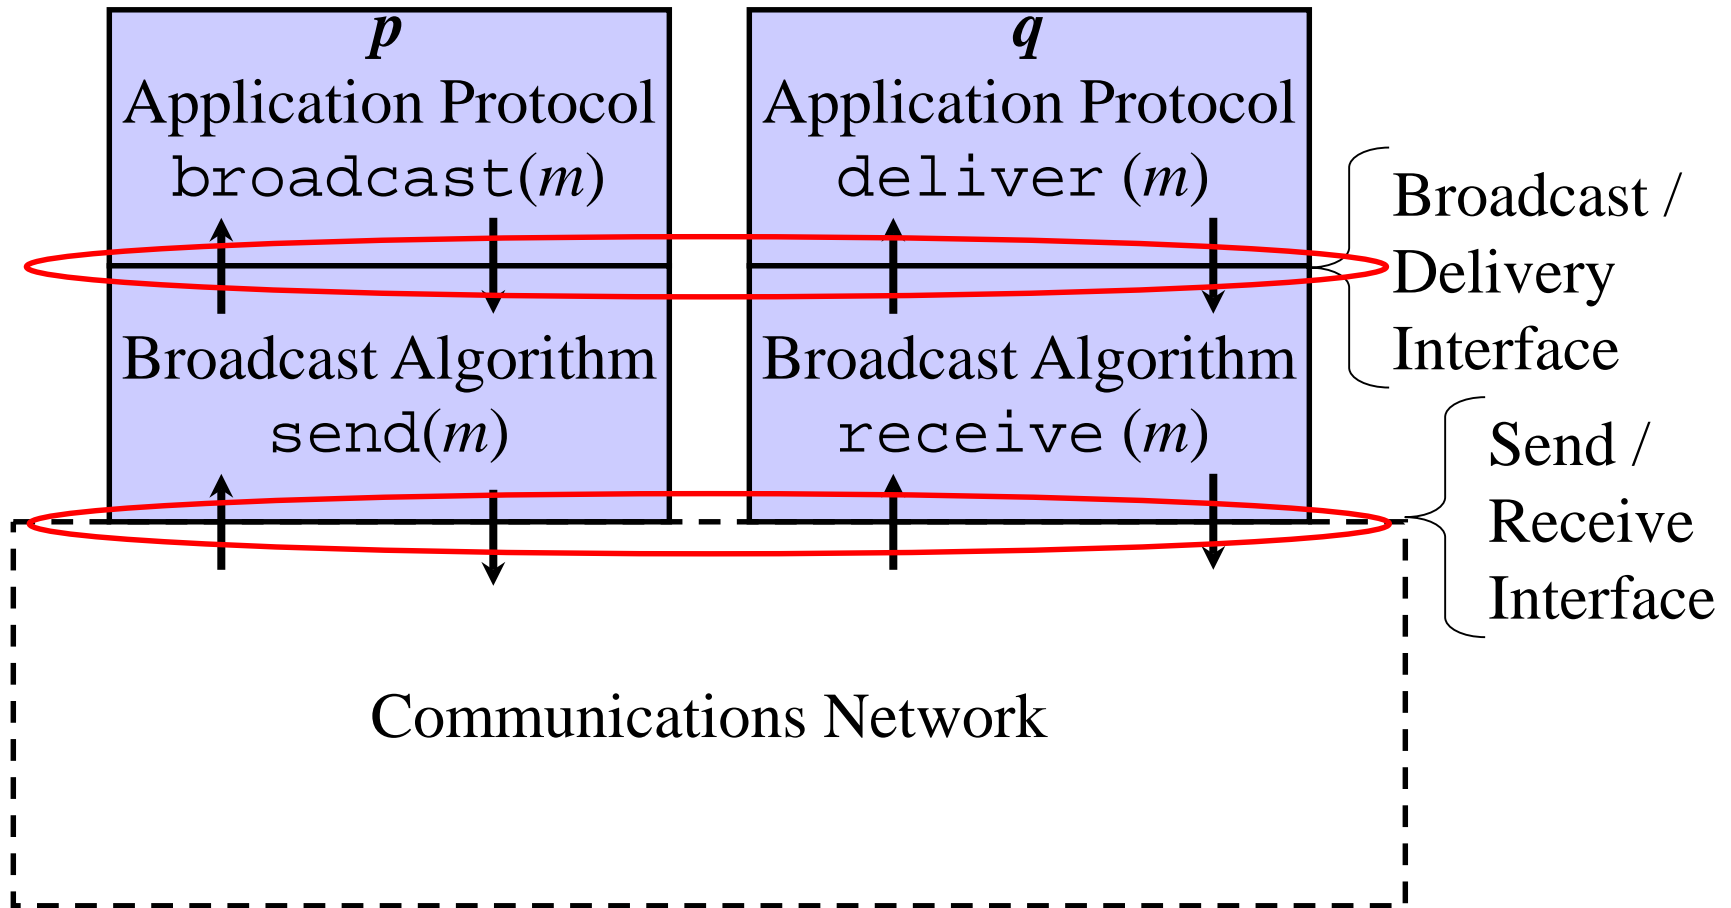 p
Application Protocol
broadcast(m)
Broadcast Algorithm
send(m)
q
Application Protocol
deliver (m)
Broadcast Algorithm
receive (m)
Broadcast /
Delivery
Interface
Send /
Receive
Interface
Communications Network